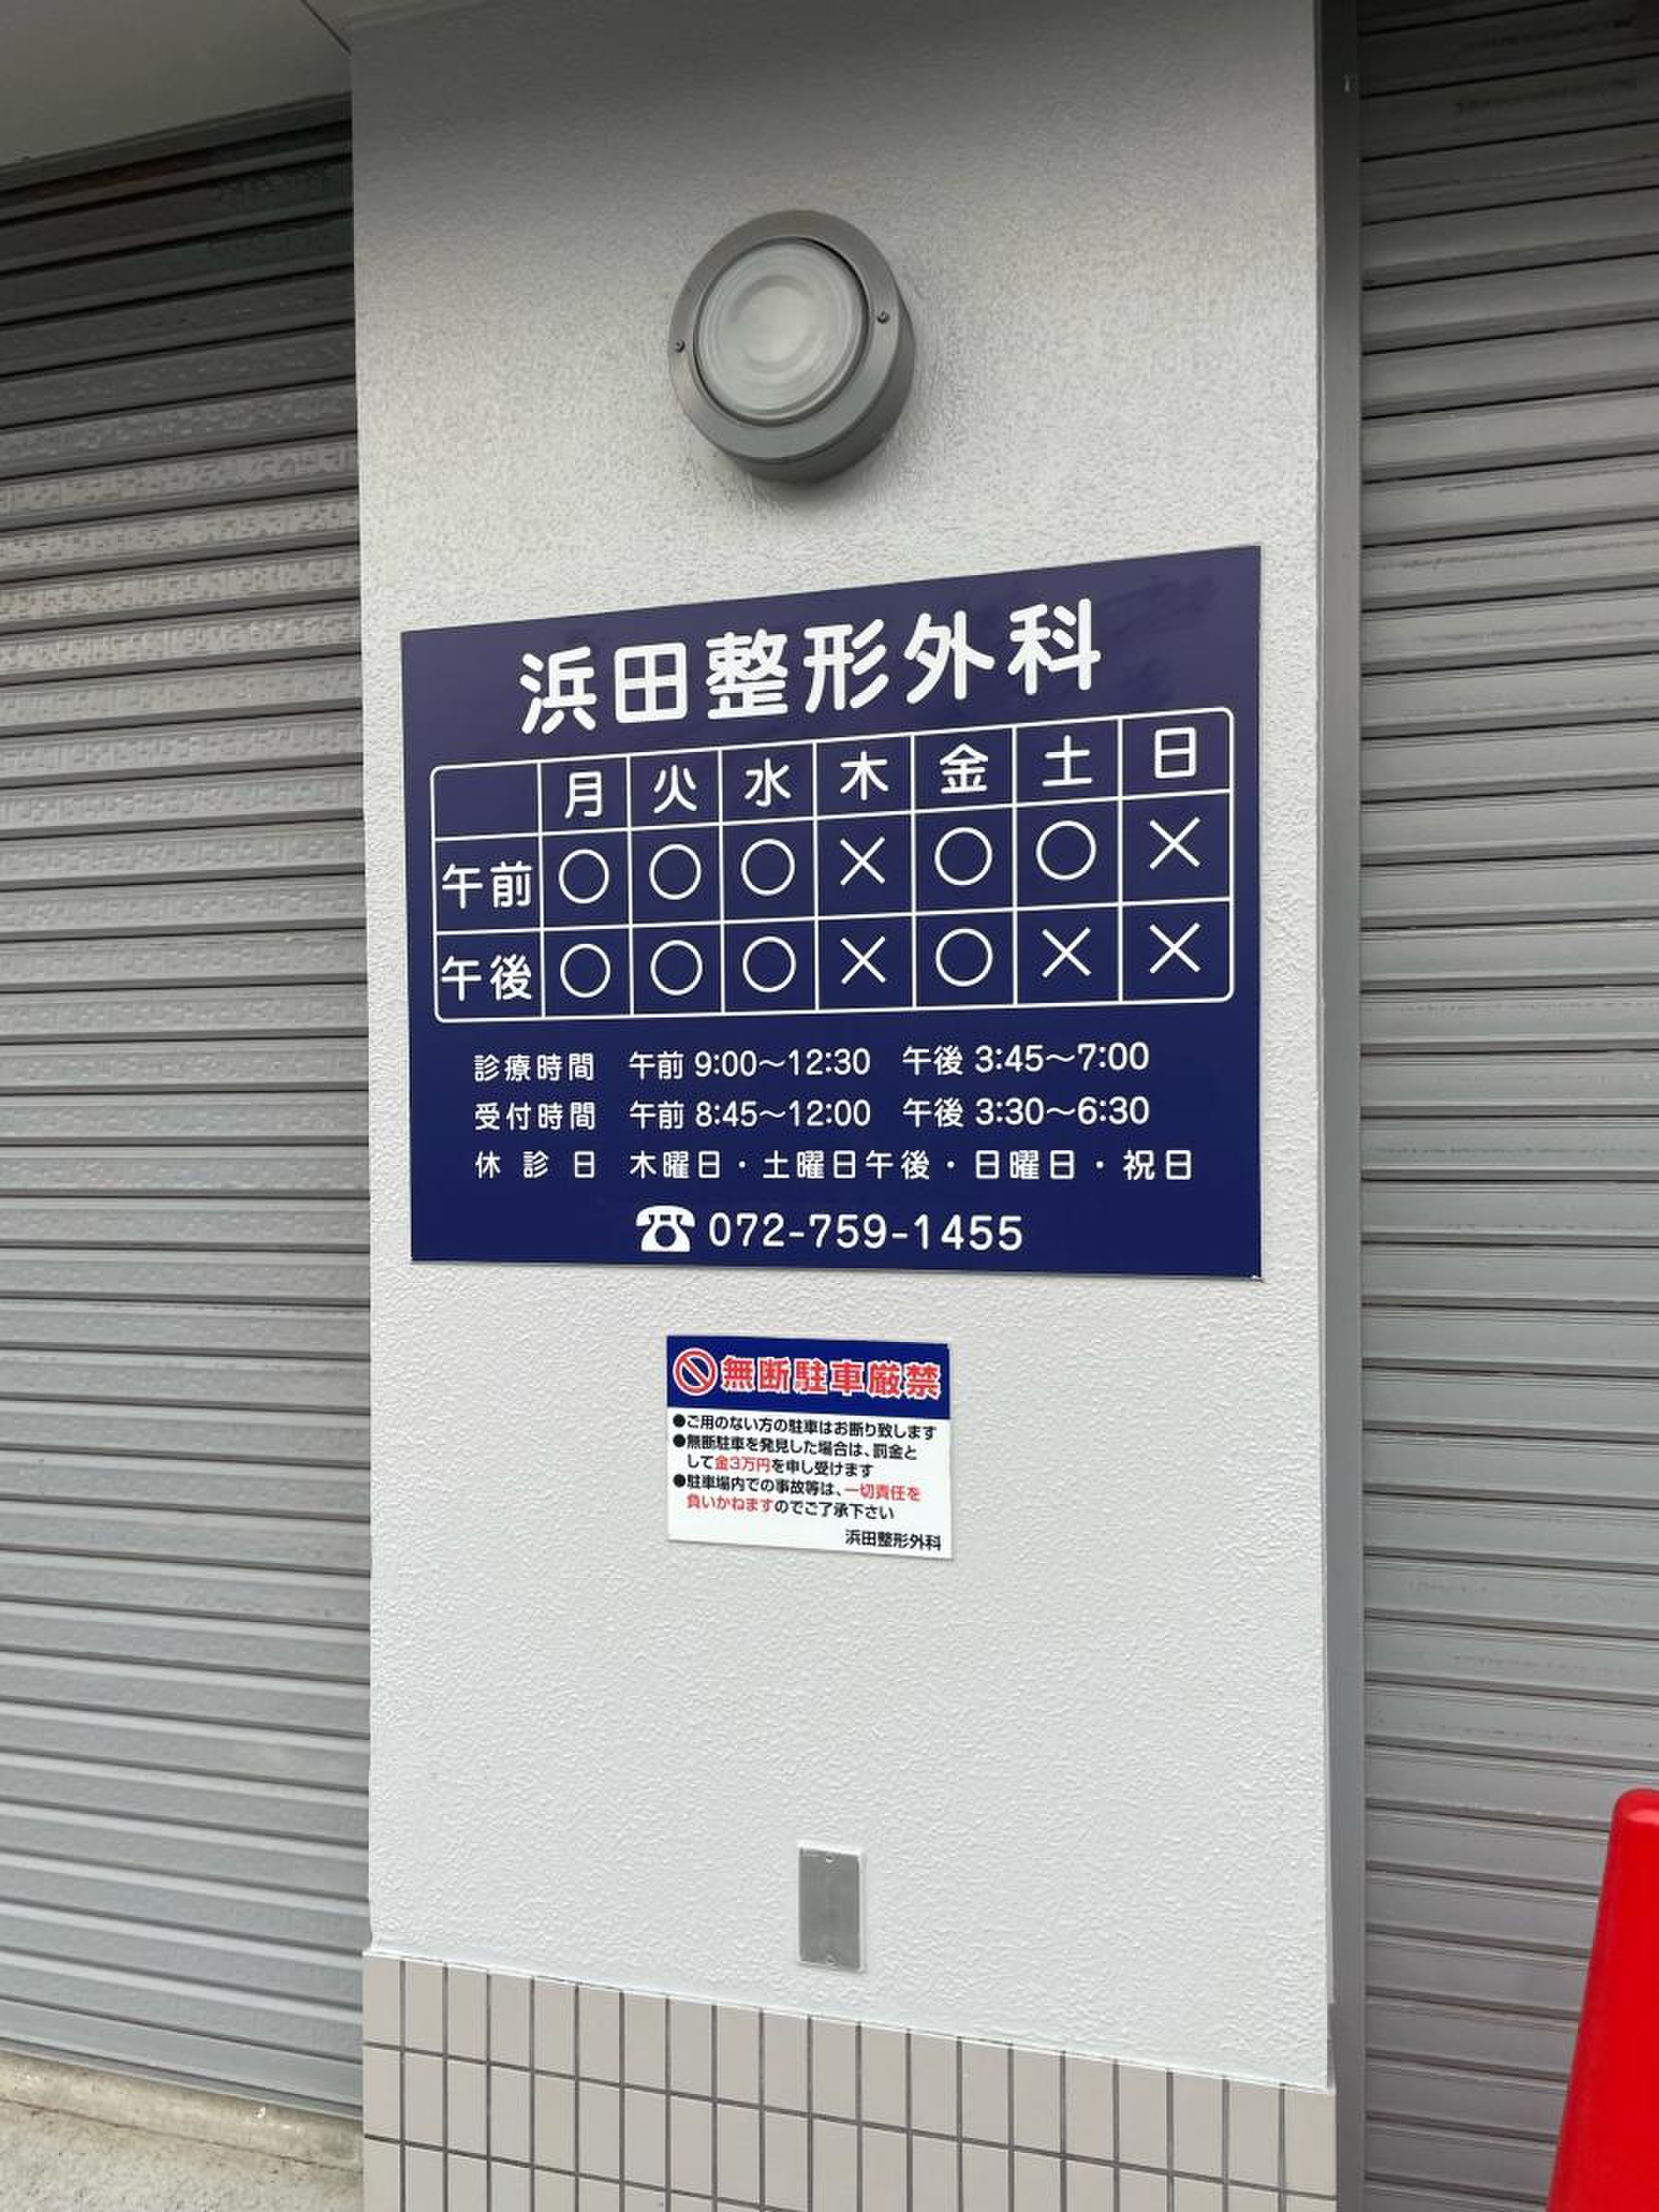 浜田整形外科
月 火 水 木 金 土 日
午前 ○ ○ ○ × ○ ○ ×
午後 ○ ○ ○ × ○ × ×
診療時間 午前 9:00～12:30 午後 3:45～7:00
受付時間 午前 8:45～12:00 午後 3:30～6:30
休診日 木曜日・土曜日午後・日曜日・祝日
☎072-759-1455
無断駐車厳禁
●ご用のない方の駐車はお断り致します
●無断駐車を発見した場合は、罰金と
して金3万円を申し受けます
●駐車場内での事故等は、一切責任を
負いかねますのでご了承下さい
浜田整形外科